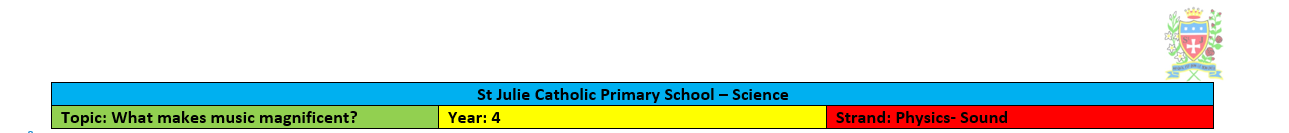 St Julie Catholic Primary School – Science
Topic: What makes music magnificent? Year: 4 Strand: Physics- Sound